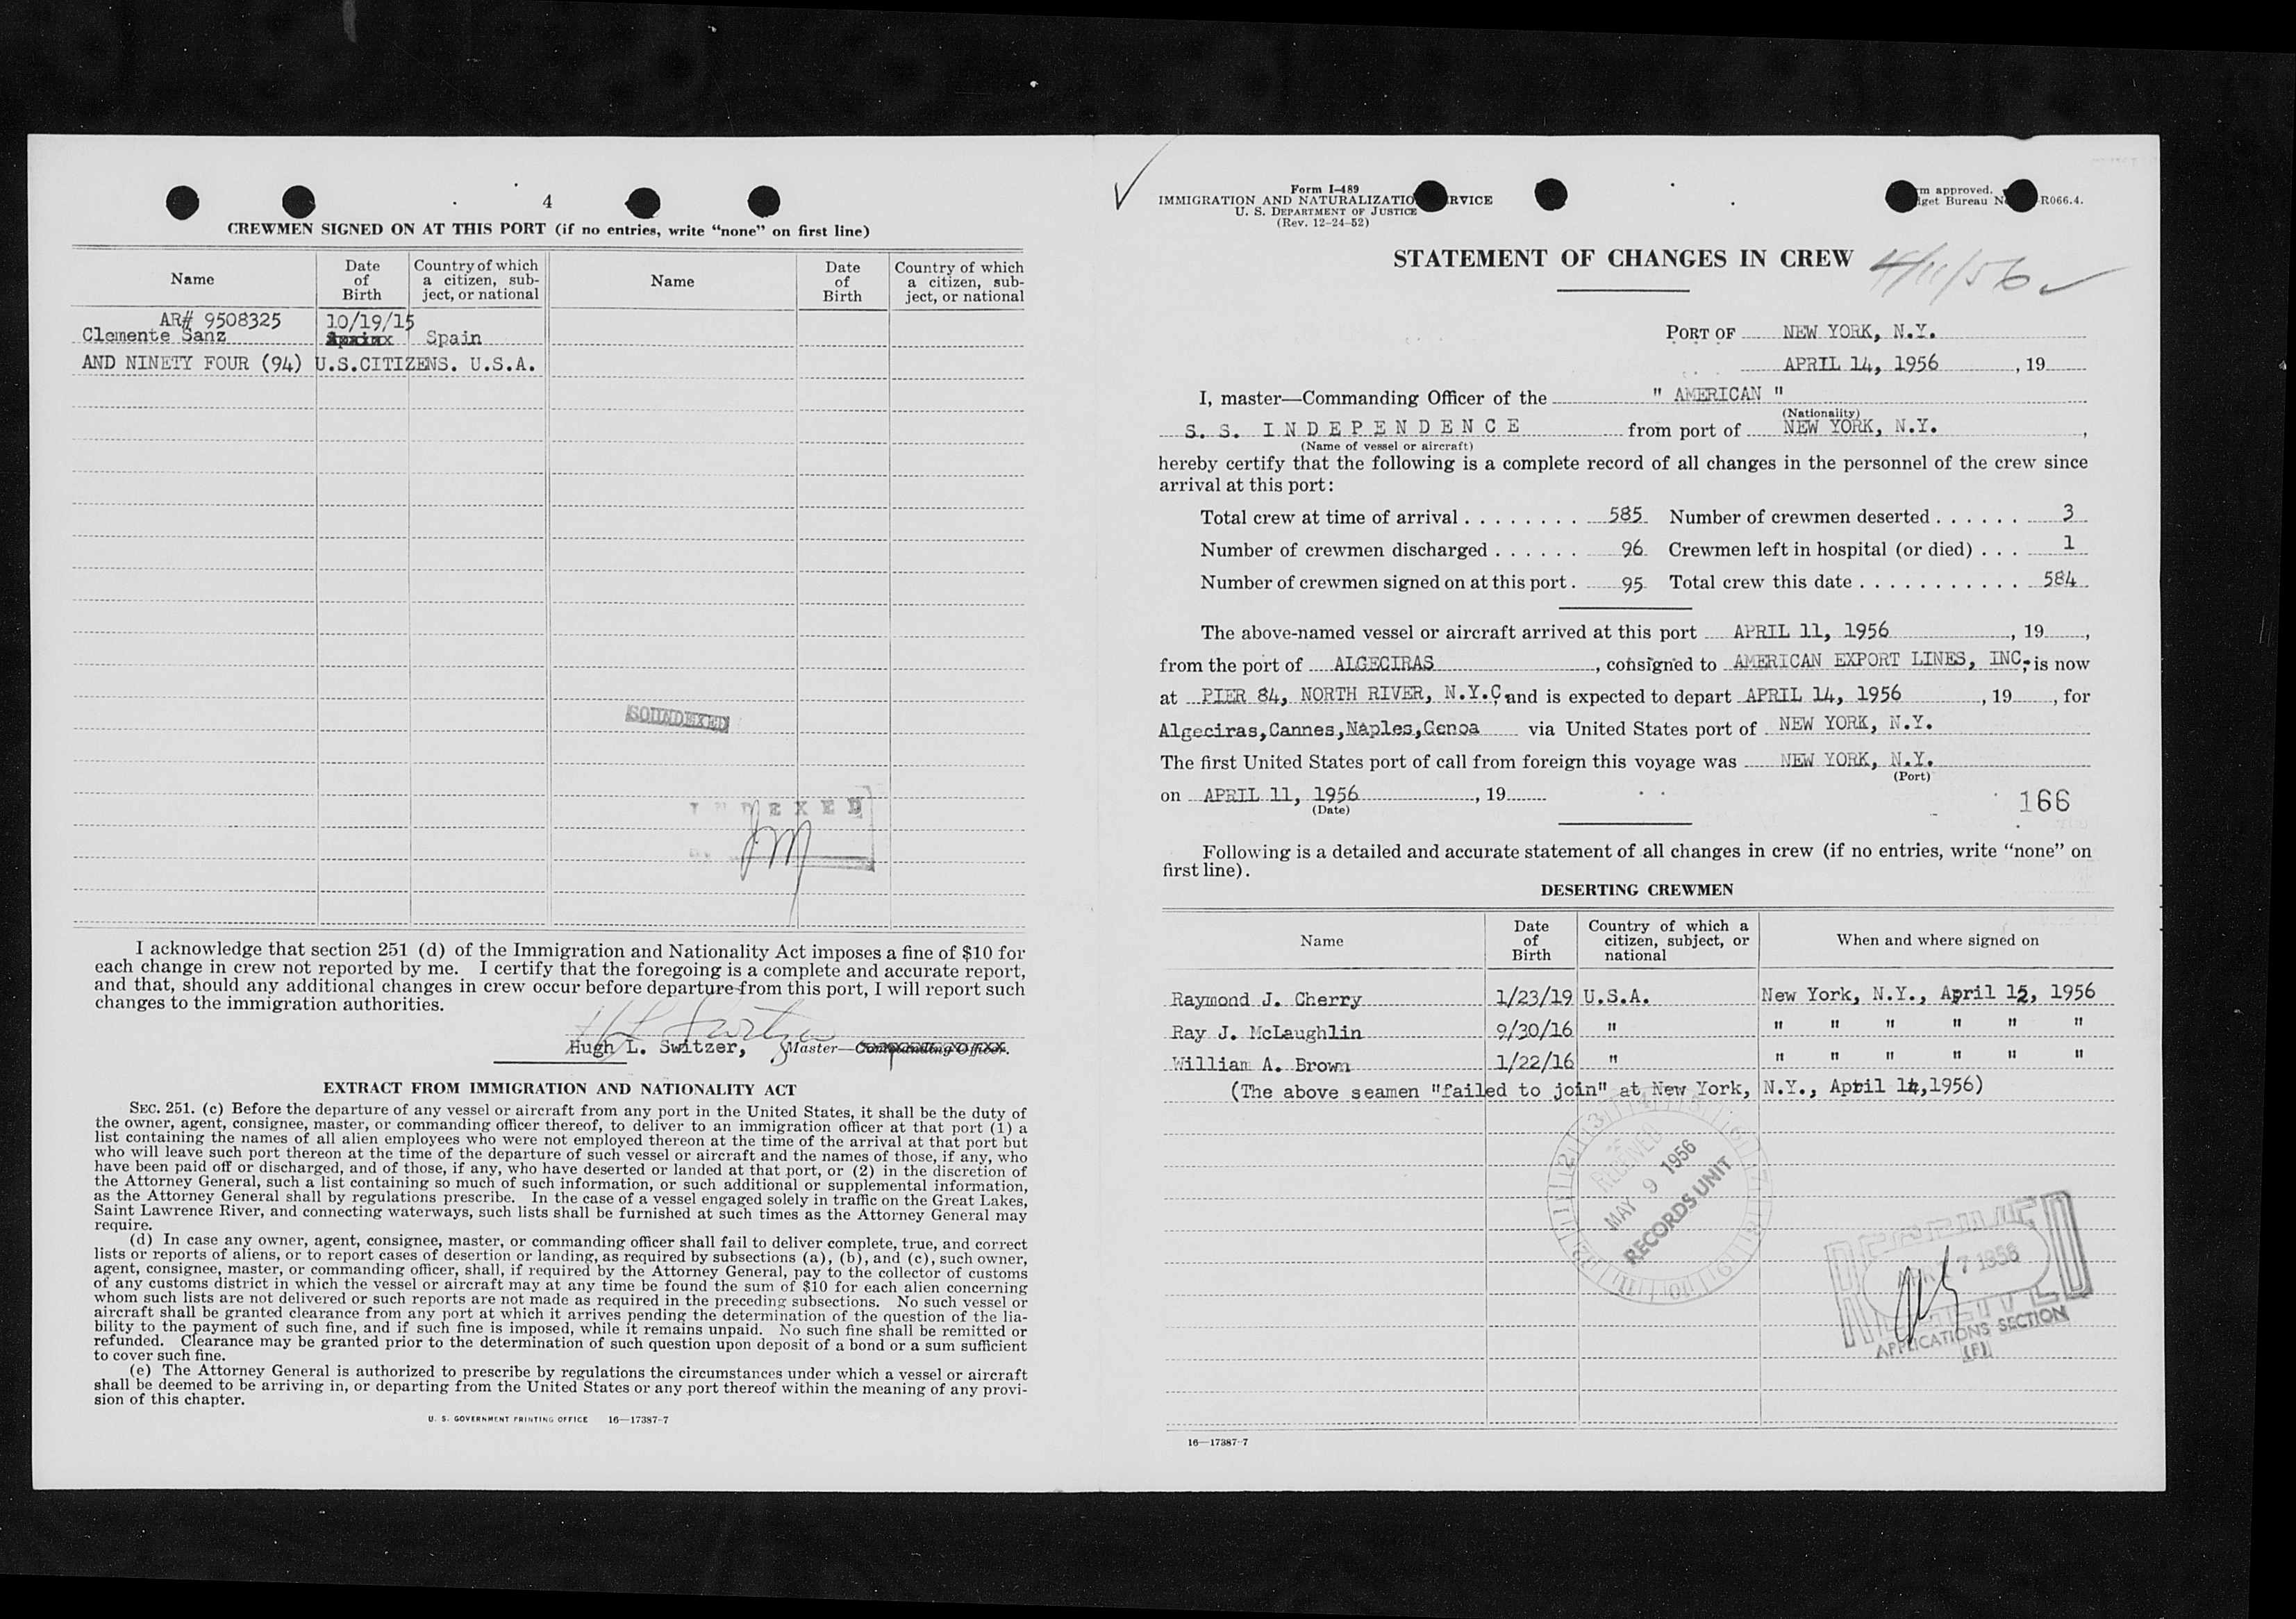 4
CREWMEN SIGNED ON AT THIS PORT (if no entries, write “none” on first line)
Name
Date of Birth
Country of which a citizen, subject, or national
Name
Date of Birth
Country of which a citizen, subject, or national
AR# 9508325 10/19/15
Clemente Sanz Spain
AND NINETY FOUR (94) U.S.CITIZENS. U.S.A.
SOUNDEXED
INDEXED
I acknowledge that section 251 (d) of the Immigration and Nationality Act imposes a fine of $10 for
each change in crew not reported by me. I certify that the foregoing is a complete and accurate report,
and that, should any additional changes in crew occur before departure from this port, I will report such
changes to the immigration authorities.
Hugh L. Switzer, Master—Commanding Officer.
EXTRACT FROM IMMIGRATION AND NATIONALITY ACT
SEC. 251. (c) Before the departure of any vessel or aircraft from any port in the United States, it shall be the duty of
the owner, agent, consignee, master, or commanding officer thereof, to deliver to an immigration officer at that port (1) a
list containing the names of all alien employees who were not employed thereon at the time of the arrival at that port but
who will leave such port thereon at the time of the departure of such vessel or aircraft and the names of those, if any, who
have been paid off or discharged, and of those, if any, who have deserted or landed at that port, or (2) in the discretion of
the Attorney General, such a list containing so much of such information, or such additional or supplemental information,
as the Attorney General shall by regulations prescribe. In the case of a vessel engaged solely in traffic on the Great Lakes,
Saint Lawrence River, and connecting waterways, such lists shall be furnished at such times as the Attorney General may
require.
(d) In case any owner, agent, consignee, master, or commanding officer shall fail to deliver complete, true, and correct
lists or reports of aliens, or to report cases of desertion or landing, as required by subsections (a), (b), and (c), such owner,
agent, consignee, master, or commanding officer, shall, if required by the Attorney General, pay to the collector of customs
of any customs district in which the vessel or aircraft may at any time be found the sum of $10 for each alien concerning
whom such lists are not delivered or such reports are not made as required in the preceding subsections. No such vessel or
aircraft shall be granted clearance from any port at which it arrives pending the determination of the question of the lia-
bility to the payment of such fine, and if such fine is imposed, while it remains unpaid. No such fine shall be remitted or
refunded. Clearance may be granted prior to the determination of such question upon deposit of a bond or a sum sufficient
to cover such fine.
(e) The Attorney General is authorized to prescribe by regulations the circumstances under which a vessel or aircraft
shall be deemed to be arriving in, or departing from the United States or any port thereof within the meaning of any provi-
sion of this chapter.
U. S. GOVERNMENT PRINTING OFFICE 16—17387-7
Form I-489
IMMIGRATION AND NATURALIZATIO RVICE
U. S. DEPARTMENT OF JUSTICE
(Rev. 12-24-52)
m approved.
get Bureau N R066.4.
STATEMENT OF CHANGES IN CREW 4/11/56
PORT OF NEW YORK, N.Y.
APRIL 14, 1956, 19
I, master—Commanding Officer of the " AMERICAN "
(Nationality)
S. S. I N D E P E N D E N C E from port of NEW YORK, N.Y.,
(Name of vessel or aircraft)
hereby certify that the following is a complete record of all changes in the personnel of the crew since
arrival at this port:
Total crew at time of arrival . . . . . . . . 585 Number of crewmen deserted . . . . . . 3
Number of crewmen discharged . . . . . . 96 Crewmen left in hospital (or died) . . . 1
Number of crewmen signed on at this port . 95 Total crew this date . . . . . . . . . . . . 584
The above-named vessel or aircraft arrived at this port APRIL 11, 1956, 19,
from the port of ALGECIRAS, consigned to AMERICAN EXPORT LINES, INC, is now
at PIER 84, NORTH RIVER, N.Y.C, and is expected to depart APRIL 14, 1956, 19, for
Algeciras,Cannes,Naples,Genoa via United States port of NEW YORK, N.Y.
The first United States port of call from foreign this voyage was NEW YORK, N.Y.
(Port)
on APRIL 11, 1956, 19
(Date)
166
Following is a detailed and accurate statement of all changes in crew (if no entries, write “none” on
first line).
DESERTING CREWMEN
Name
Date of Birth
Country of which a citizen, subject, or national
When and where signed on
Raymond J. Cherry 1/23/19 U.S.A. New York, N.Y., April 12, 1956
Ray J. McLaughlin 9/30/16 " " " " " " "
William A. Brown 1/22/16 " " " " " " "
(The above seamen "failed to join" at New York, N.Y., April 14,1956)
RECEIVED
MAY 9 1956
RECORDS UNIT
7 1956
APPLICATIONS SECTION
(F)
16—17387-7